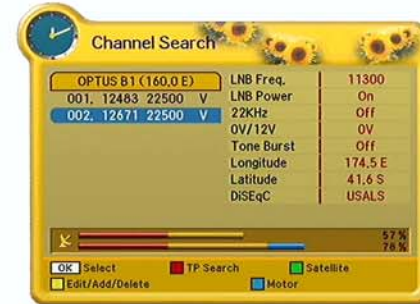 Channel Search
OPTUS B1 (160,0 E)
001, 12483 22500 V
002, 12671 22500 V
LNB Freq, 11300
LNB Power On
22KHz Off
0V/12V 0V
Tone Burst Off
Longitude 174,5 E
Latitude 41,6 S
DiSEqC USALS
57%
76%
OK Select TP Search Satellite
Edit/Add/Delete Motor